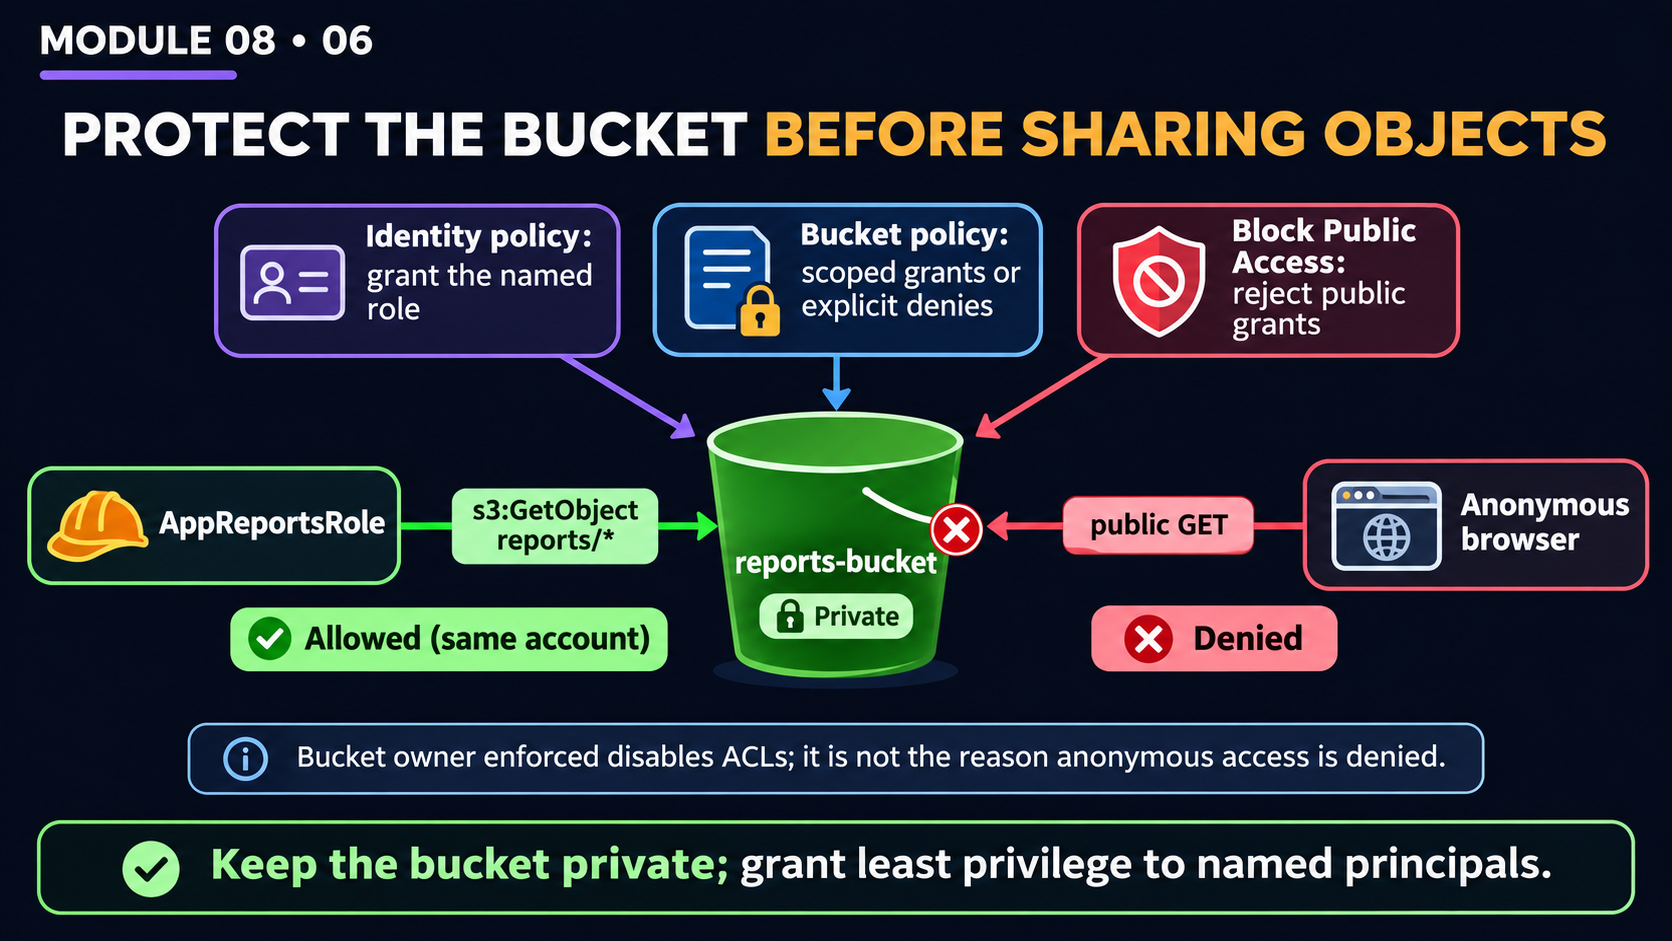 MODULE 08 • 06
PROTECT THE BUCKET BEFORE SHARING OBJECTS
Identity policy:
grant the named
role
Bucket policy:
scoped grants or
explicit denies
Block Public
Access:
reject public
grants
AppReportsRole
s3:GetObject
reports/*
reports-bucket
Private
public GET
Anonymous
browser
Allowed (same account)
Denied
Bucket owner enforced disables ACLs; it is not the reason anonymous access is denied.
Keep the bucket private; grant least privilege to named principals.